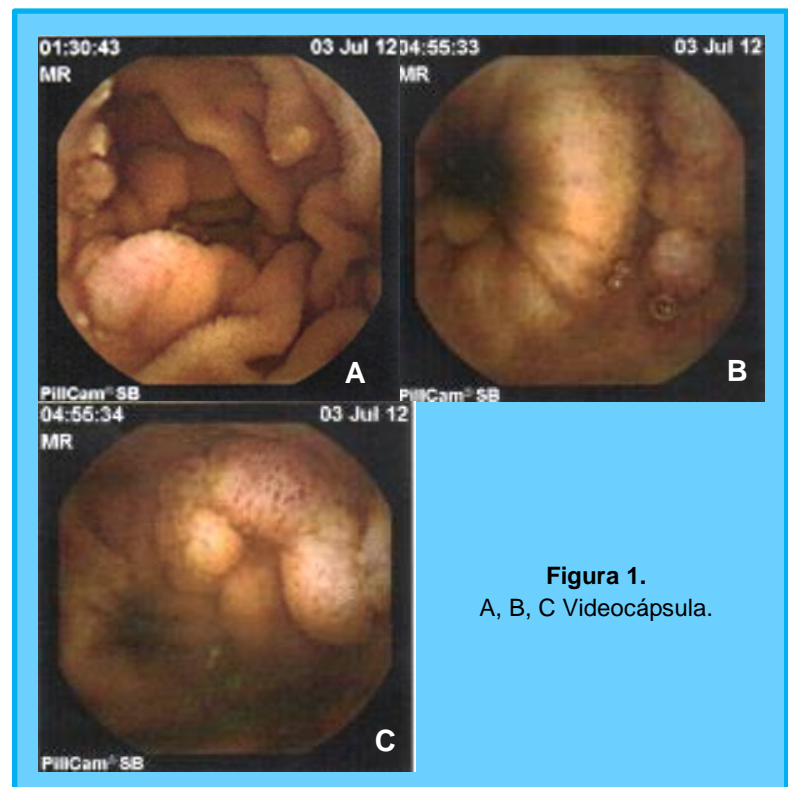 01:30:43 03 Jul 12
MR
A
PillCam® SB
04:55:33 03 Jul 12
MR
B
PillCam® SB
04:55:34 03 Jul 12
MR
C
PillCam® SB
Figura 1.
A, B, C Videocápsula.